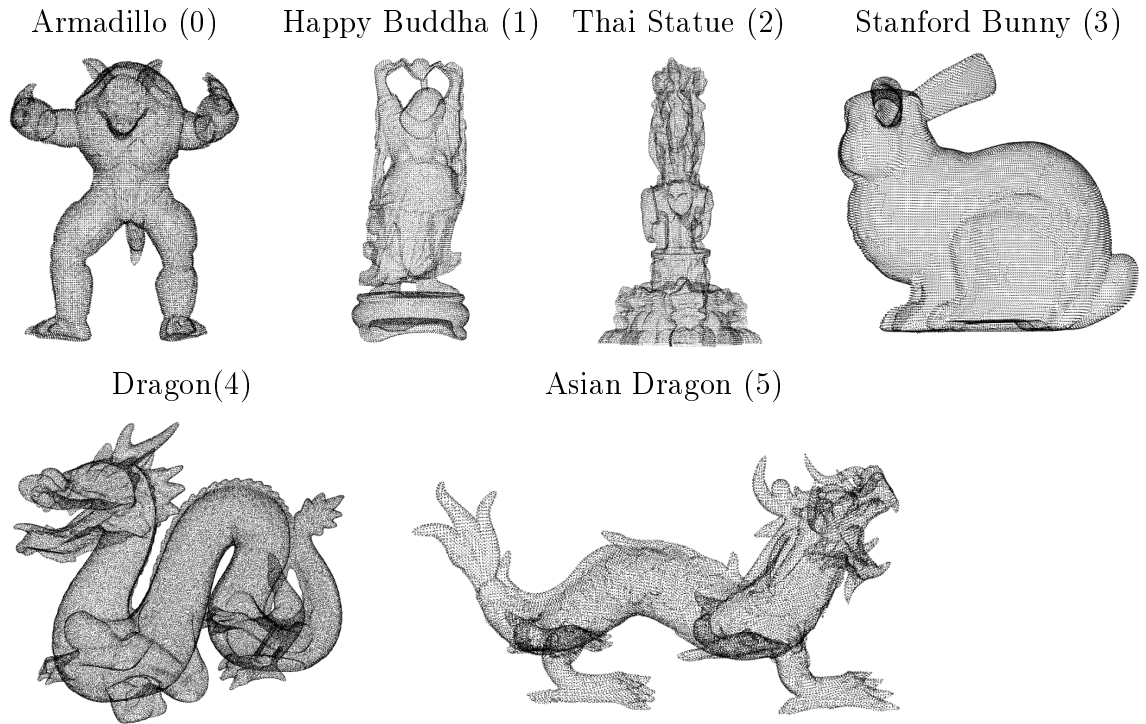 Armadillo (0)
Happy Buddha (1)
Thai Statue (2)
Stanford Bunny (3)
Dragon(4)
Asian Dragon (5)